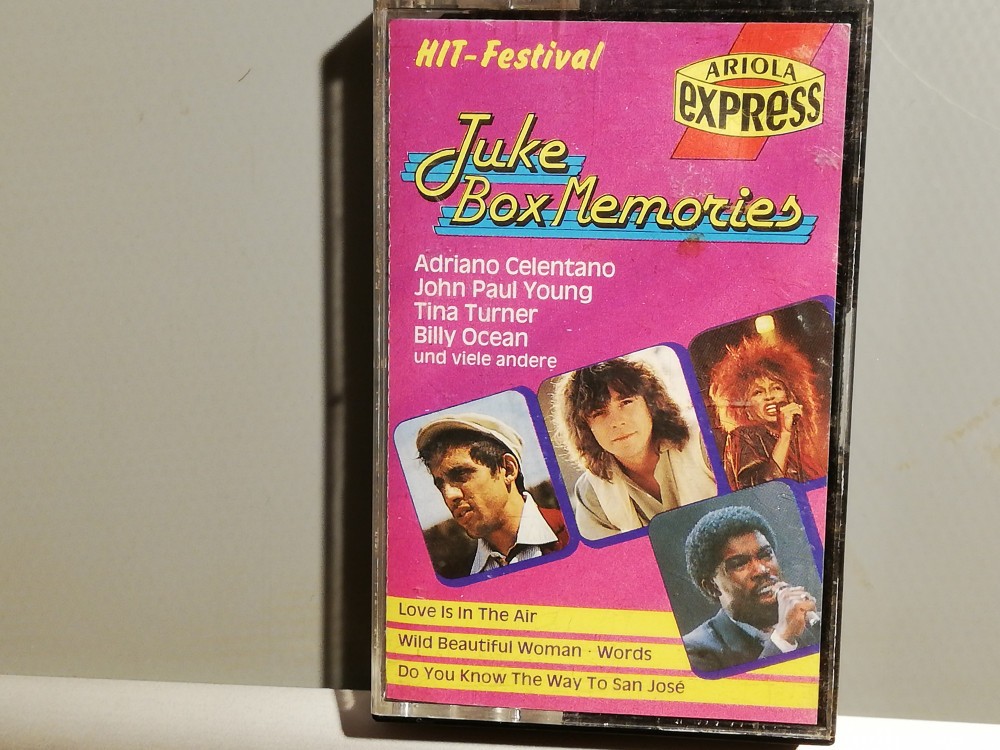 HIT-Festival
ARIOLA
EXPRESS
Juke
Box Memories
Adriano Celentano
John Paul Young
Tina Turner
Billy Ocean
und viele andere
Love Is In The Air
Wild Beautiful Woman · Words
Do You Know The Way To San José